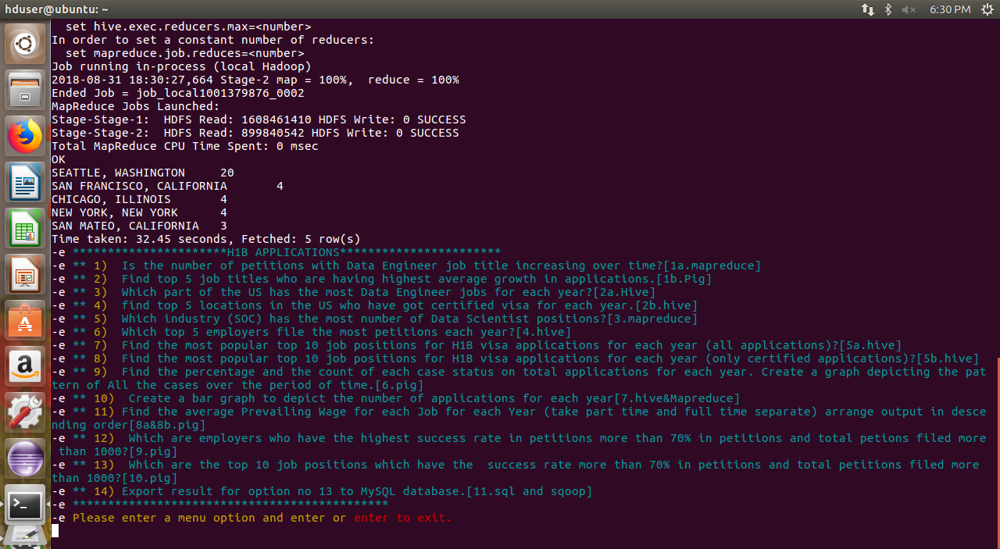 hduser@ubuntu: ~
6:30 PM
set hive.exec.reducers.max=<number>
In order to set a constant number of reducers:
set mapreduce.job.reduces=<number>
Job running in-process (local Hadoop)
2018-08-31 18:30:27,664 Stage-2 map = 100%,  reduce = 100%
Ended Job = job_local1001379876_0002
MapReduce Jobs Launched:
Stage-Stage-1:  HDFS Read: 1608461410 HDFS Write: 0 SUCCESS
Stage-Stage-2:  HDFS Read: 899840542 HDFS Write: 0 SUCCESS
Total MapReduce CPU Time Spent: 0 msec
OK
SEATTLE, WASHINGTON     20
SAN FRANCISCO, CALIFORNIA       4
CHICAGO, ILLINOIS       4
NEW YORK, NEW YORK      4
SAN MATEO, CALIFORNIA   3
Time taken: 32.45 seconds, Fetched: 5 row(s)
-e **********************H1B APPLICATIONS***********************
-e ** 1)  Is the number of petitions with Data Engineer job title increasing over time?[1a.mapreduce]
-e ** 2)  Find top 5 job titles who are having highest average growth in applications.[1b.Pig]
-e ** 3)  Which part of the US has the most Data Engineer jobs for each year?[2a.Hive]
-e ** 4)  find top 5 locations in the US who have got certified visa for each year.[2b.hive]
-e ** 5)  Which industry (SOC) has the most number of Data Scientist positions?[3.mapreduce]
-e ** 6)  Which top 5 employers file the most petitions each year?[4.hive]
-e ** 7)  Find the most popular top 10 job positions for H1B visa applications for each year (all applications)?[5a.hive]
-e ** 8)  Find the most popular top 10 job positions for H1B visa applications for each year (only certified applications)?[5b.hive]
-e ** 9)  Find the percentage and the count of each case status on total applications for each year. Create a graph depicting the pat
tern of All the cases over the period of time.[6.pig]
-e ** 10)  Create a bar graph to depict the number of applications for each year[7.hive&Mapreduce]
-e ** 11) Find the average Prevailing Wage for each Job for each Year (take part time and full time separate) arrange output in desce
nding order[8a&8b.pig]
-e ** 12)  Which are employers who have the highest success rate in petitions more than 70% in petitions and total petions filed more
than 1000?[9.pig]
-e ** 13)  Which are the top 10 job positions which have the  success rate more than 70% in petitions and total petitions filed more
than 1000?[10.pig]
-e ** 14) Export result for option no 13 to MySQL database.[11.sql and sqoop]
-e *********************************************
-e Please enter a menu option and enter or enter to exit.